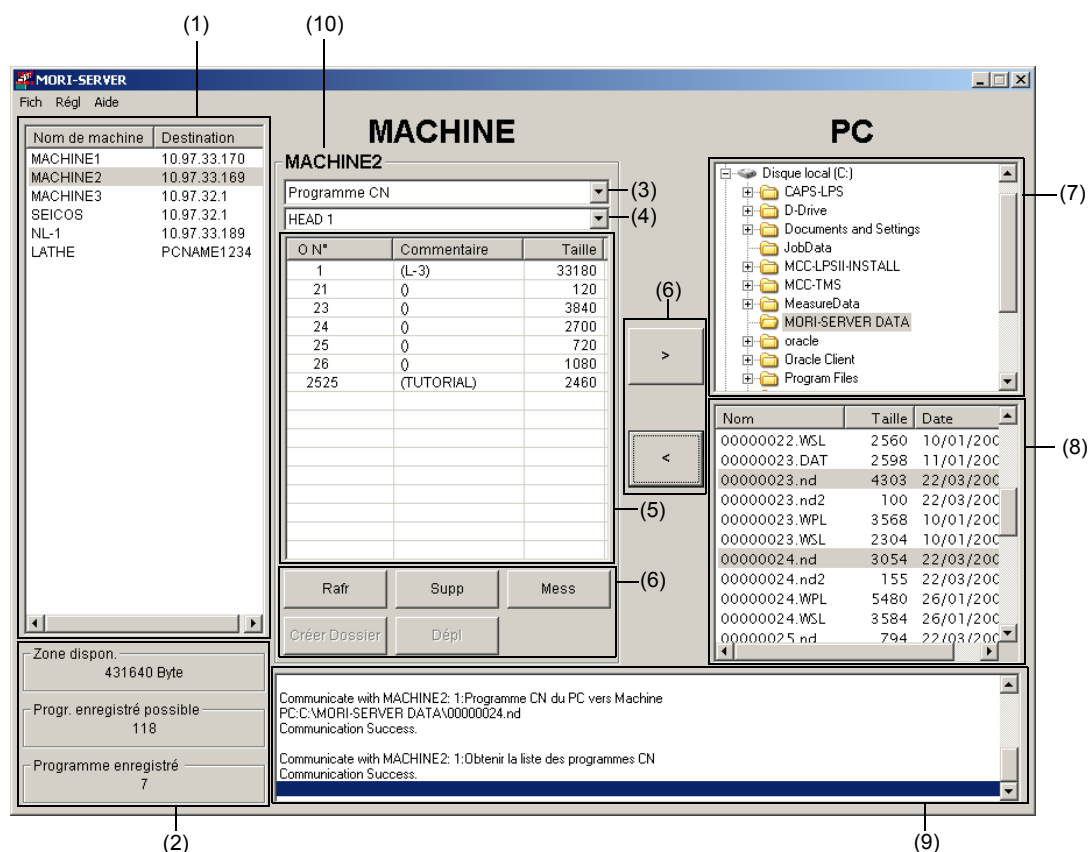 (1)
(10)
MORI-SERVER
Fich Régl Aide
MACHINE
PC
Nom de machine Destination
MACHINE1 10.97.33.170
MACHINE2 10.97.33.169
MACHINE3 10.97.32.1
SEICOS 10.97.32.1
NL-1 10.97.33.189
LATHE PCNAME1234
MACHINE2
Programme CN
(3)
HEAD 1
(4)
O N° Commentaire Taille
1 (L-3) 33180
21 () 120
23 () 3840
24 () 2700
25 () 720
26 () 1080
2525 (TUTORIAL) 2460
(5)
(6)
>
<
Disque local (C:)
CAPS-LPS
D-Drive
Documents and Settings
JobData
MCC-LPSII-INSTALL
MCC-TMS
MeasureData
MORI-SERVER DATA
oracle
Oracle Client
Program Files
(7)
Nom Taille Date
00000022.WSL 2560 10/01/200
00000023.DAT 2598 11/01/200
00000023.nd 4303 22/03/200
00000023.nd2 100 22/03/200
00000023.WPL 3568 10/01/200
00000023.WSL 2304 10/01/200
00000024.nd 3054 22/03/200
00000024.nd2 155 22/03/200
00000024.WPL 5480 26/01/200
00000024.WSL 3584 26/01/200
00000025.nd 794 22/03/200
(8)
Rafr Supp Mess
Créer Dossier Dépl
(6)
Zone dispon.
431640 Byte
Progr. enregistré possible
118
Programme enregistré
7
(2)
Communicate with MACHINE2: 1:Programme CN du PC vers Machine
PC:C:\MORI-SERVER DATA\00000024.nd
Communication Success.
Communicate with MACHINE2: 1:Obtenir la liste des programmes CN
Communication Success.
(9)